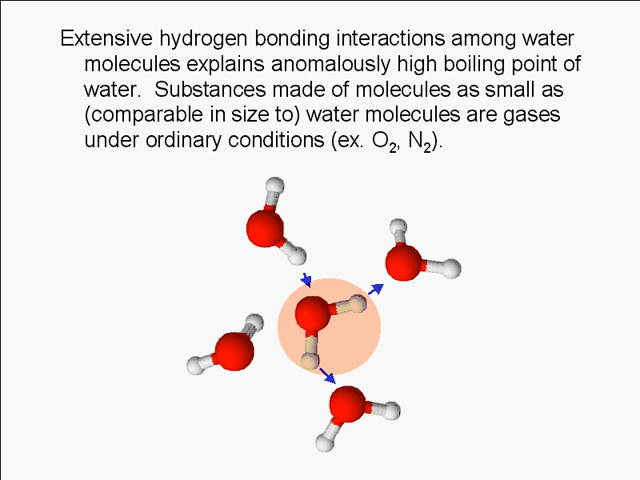 Extensive hydrogen bonding interactions among water
molecules explains anomalously high boiling point of
water.  Substances made of molecules as small as
(comparable in size to) water molecules are gases
under ordinary conditions (ex. O₂, N₂).